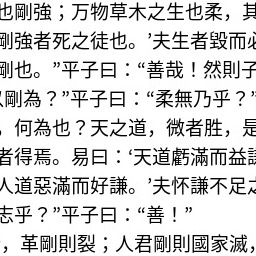 也剛強；萬物草木之生也柔，其
剛強者死之徒也。’夫生者毀而必
剛也。”平子曰：“善哉！然則子
剛為？”平子曰：“柔無乃乎？”
，何為也？天之道，微者勝，是
者得焉。易曰：‘天道虧滿而益謙
人道惡滿而好謙。’夫怀謙不足之
志乎？”平子曰：“善！”
，革剛則裂；人君剛則國家滅，